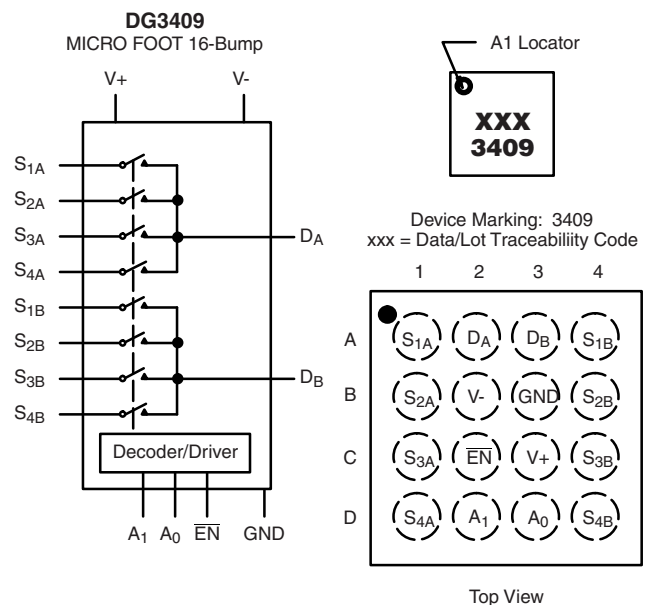 DG3409
MICRO FOOT 16-Bump
V+ V-
S1A
S2A
S3A DA
S4A
S1B
S2B
S3B DB
S4B
Decoder/Driver
A1 A0 EN GND
A1 Locator
XXX
3409
Device Marking: 3409
xxx = Data/Lot Traceabiliity Code
1 2 3 4
A S1A DA DB S1B
B S2A V- GND S2B
C S3A EN V+ S3B
D S4A A1 A0 S4B
Top View